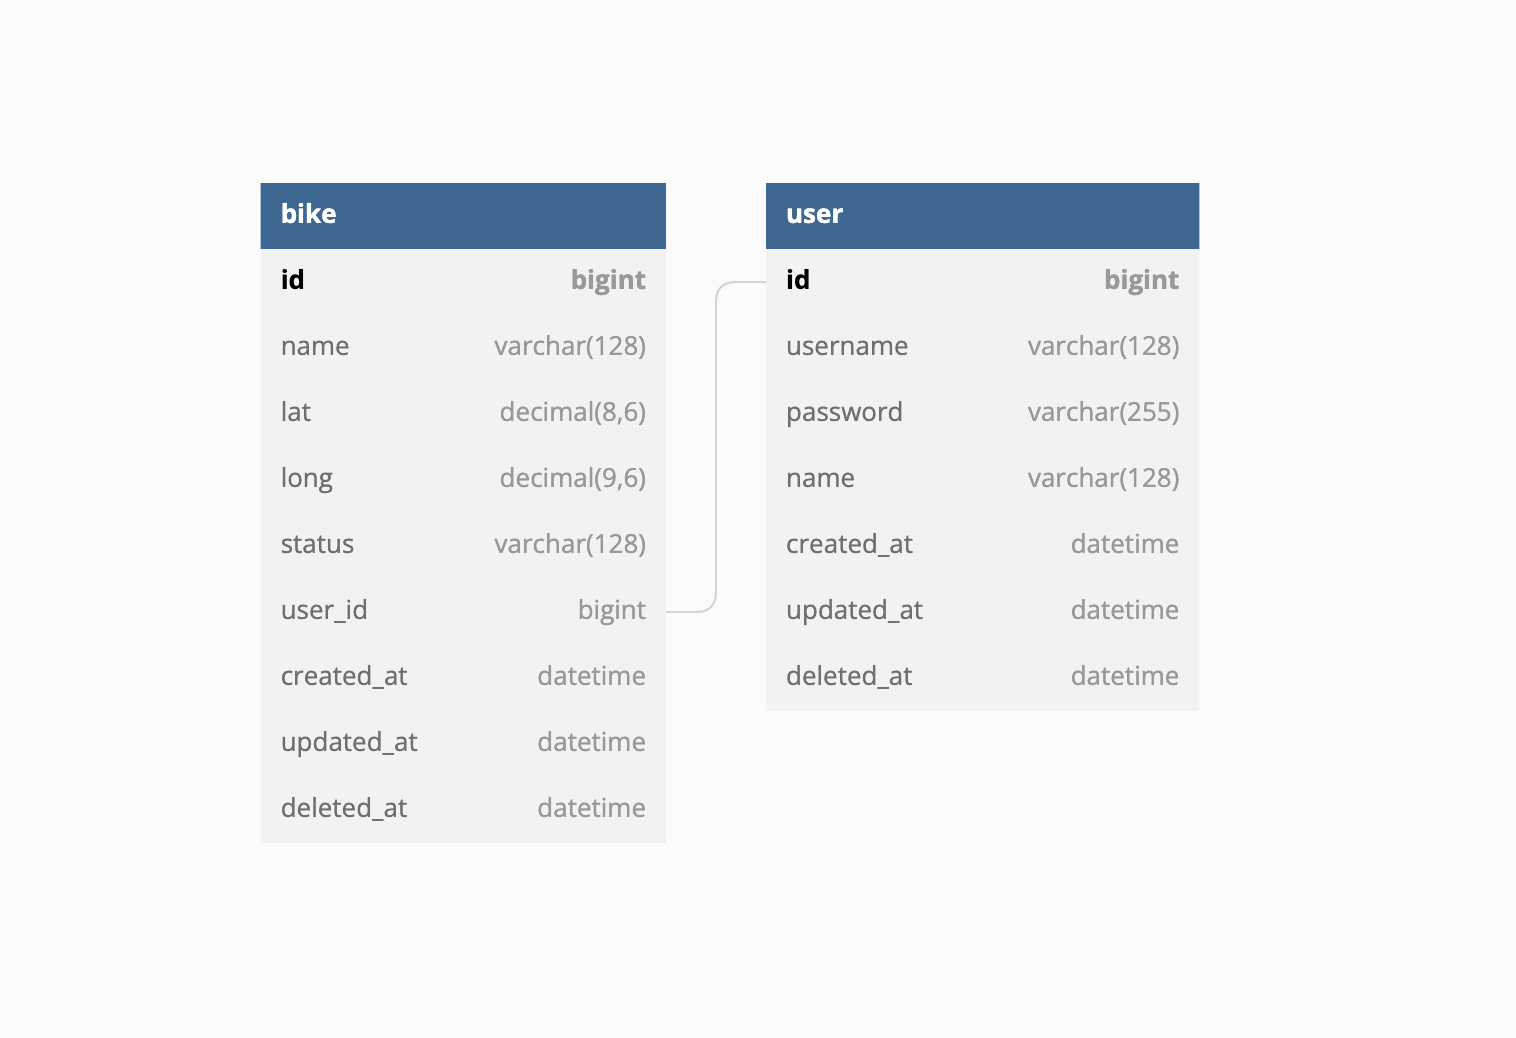 bike
id bigint
name varchar(128)
lat decimal(8,6)
long decimal(9,6)
status varchar(128)
user_id bigint
created_at datetime
updated_at datetime
deleted_at datetime
user
id bigint
username varchar(128)
password varchar(255)
name varchar(128)
created_at datetime
updated_at datetime
deleted_at datetime